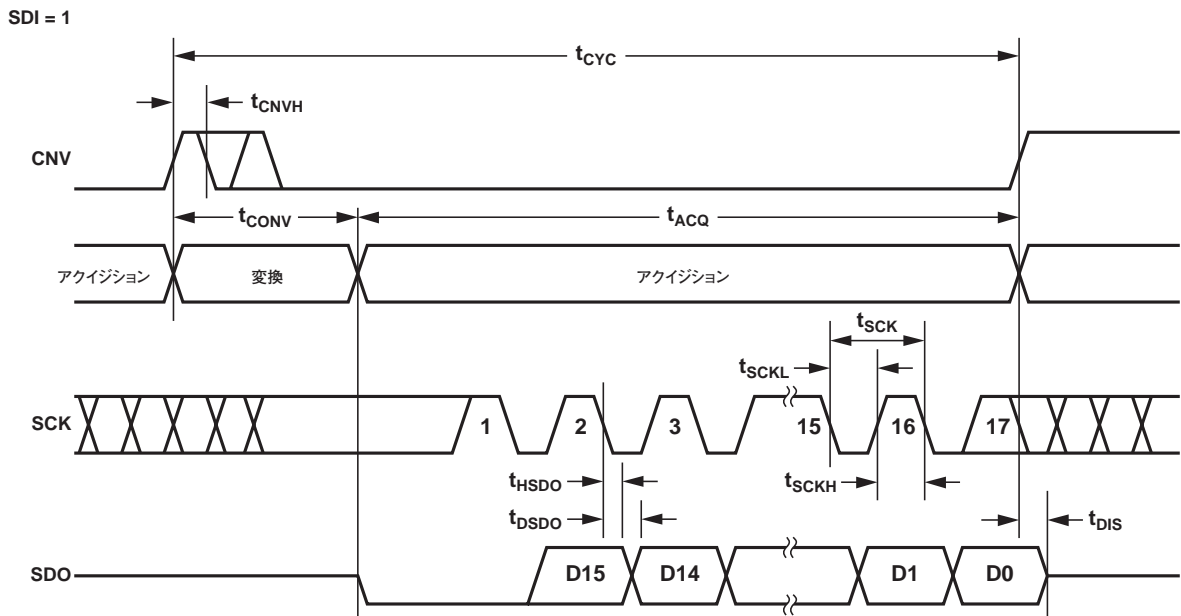 SDI = 1
tCYC
tCNVH
CNV
tCONV
tACQ
アクイジション
変換
アクイジション
tSCK
tSCKL
SCK
1
2
3
15
16
17
tHSDO
tSCKH
tDSDO
tDIS
SDO
D15
D14
D1
D0